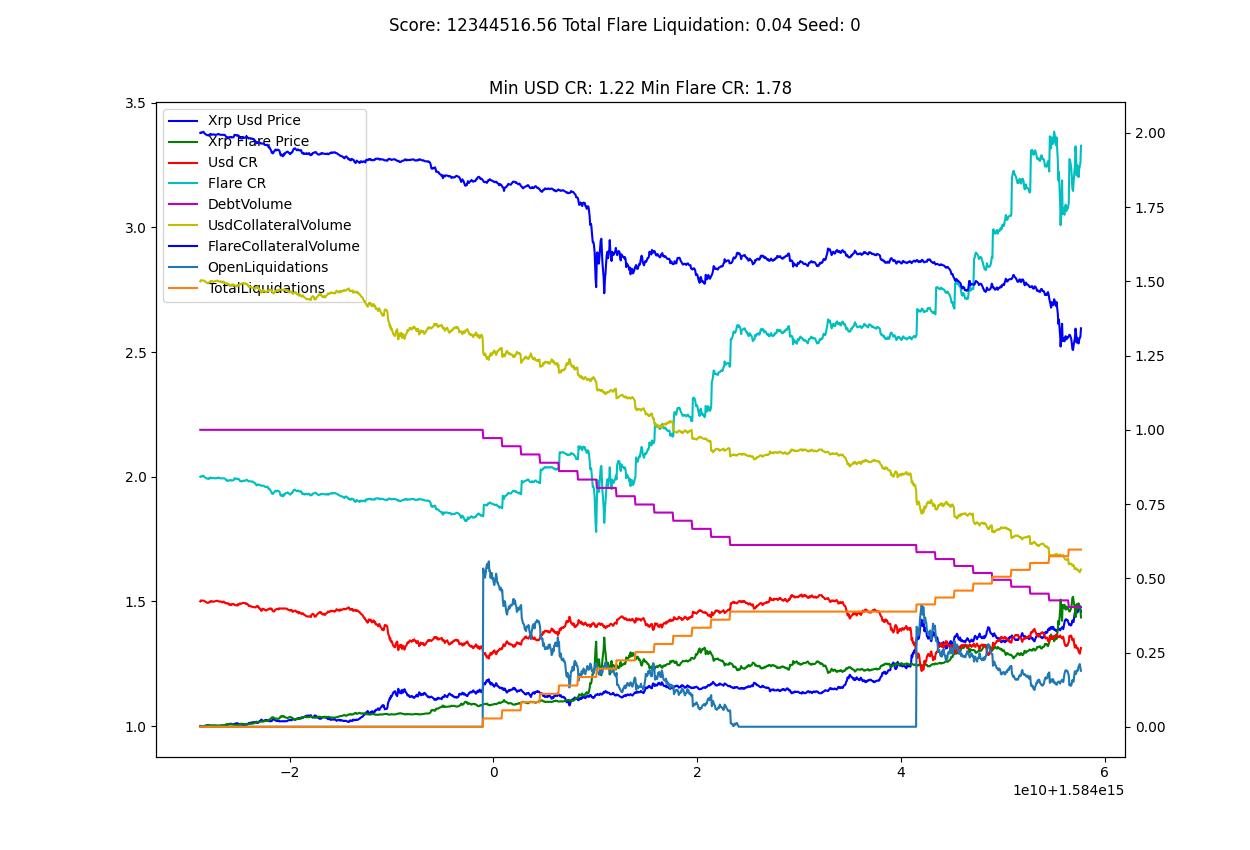 Score: 12344516.56 Total Flare Liquidation: 0.04 Seed: 0
Min USD CR: 1.22 Min Flare CR: 1.78
Xrp Usd Price
Xrp Flare Price
Usd CR
Flare CR
DebtVolume
UsdCollateralVolume
FlareCollateralVolume
OpenLiquidations
TotalLiquidations
3.5
3.0
2.5
2.0
1.5
1.0
2.00
1.75
1.50
1.25
1.00
0.75
0.50
0.25
0.00
−2
0
2
4
6
1e10+1.584e15